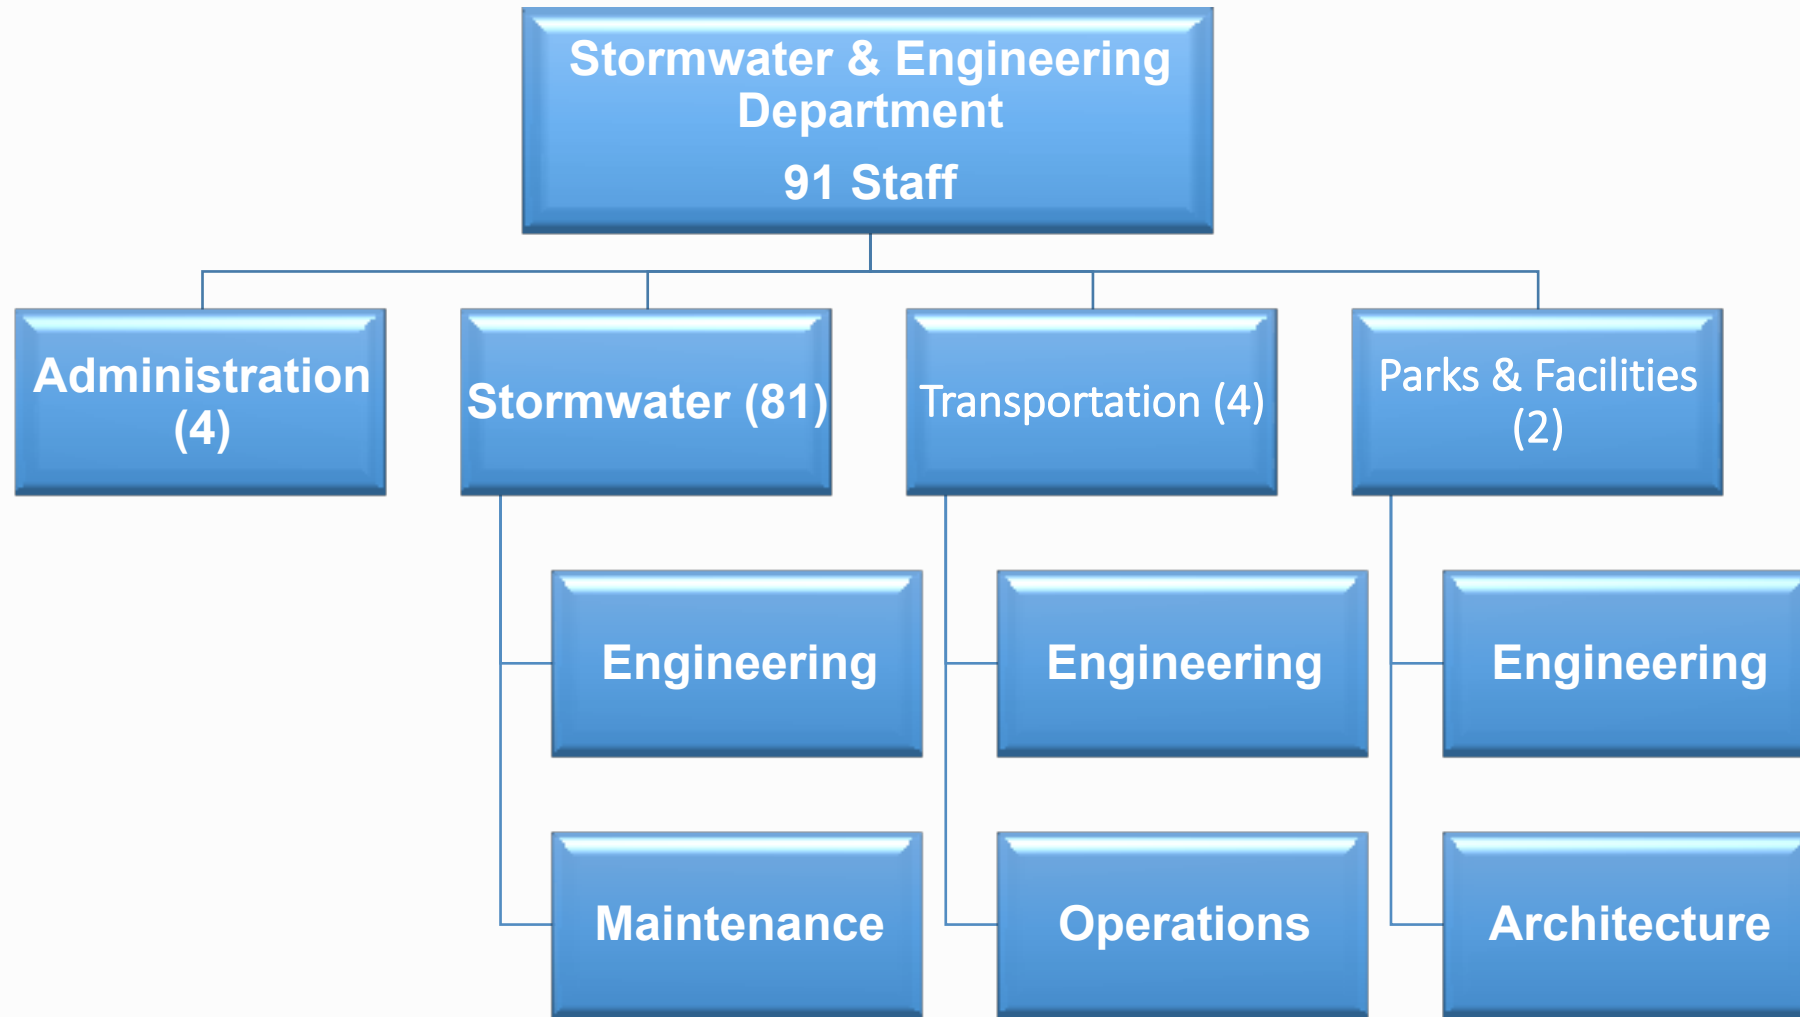 Stormwater & Engineering
Department
91 Staff
Administration
(4)
Stormwater (81)
Transportation (4)
Parks & Facilities
(2)
Engineering
Engineering
Engineering
Maintenance
Operations
Architecture